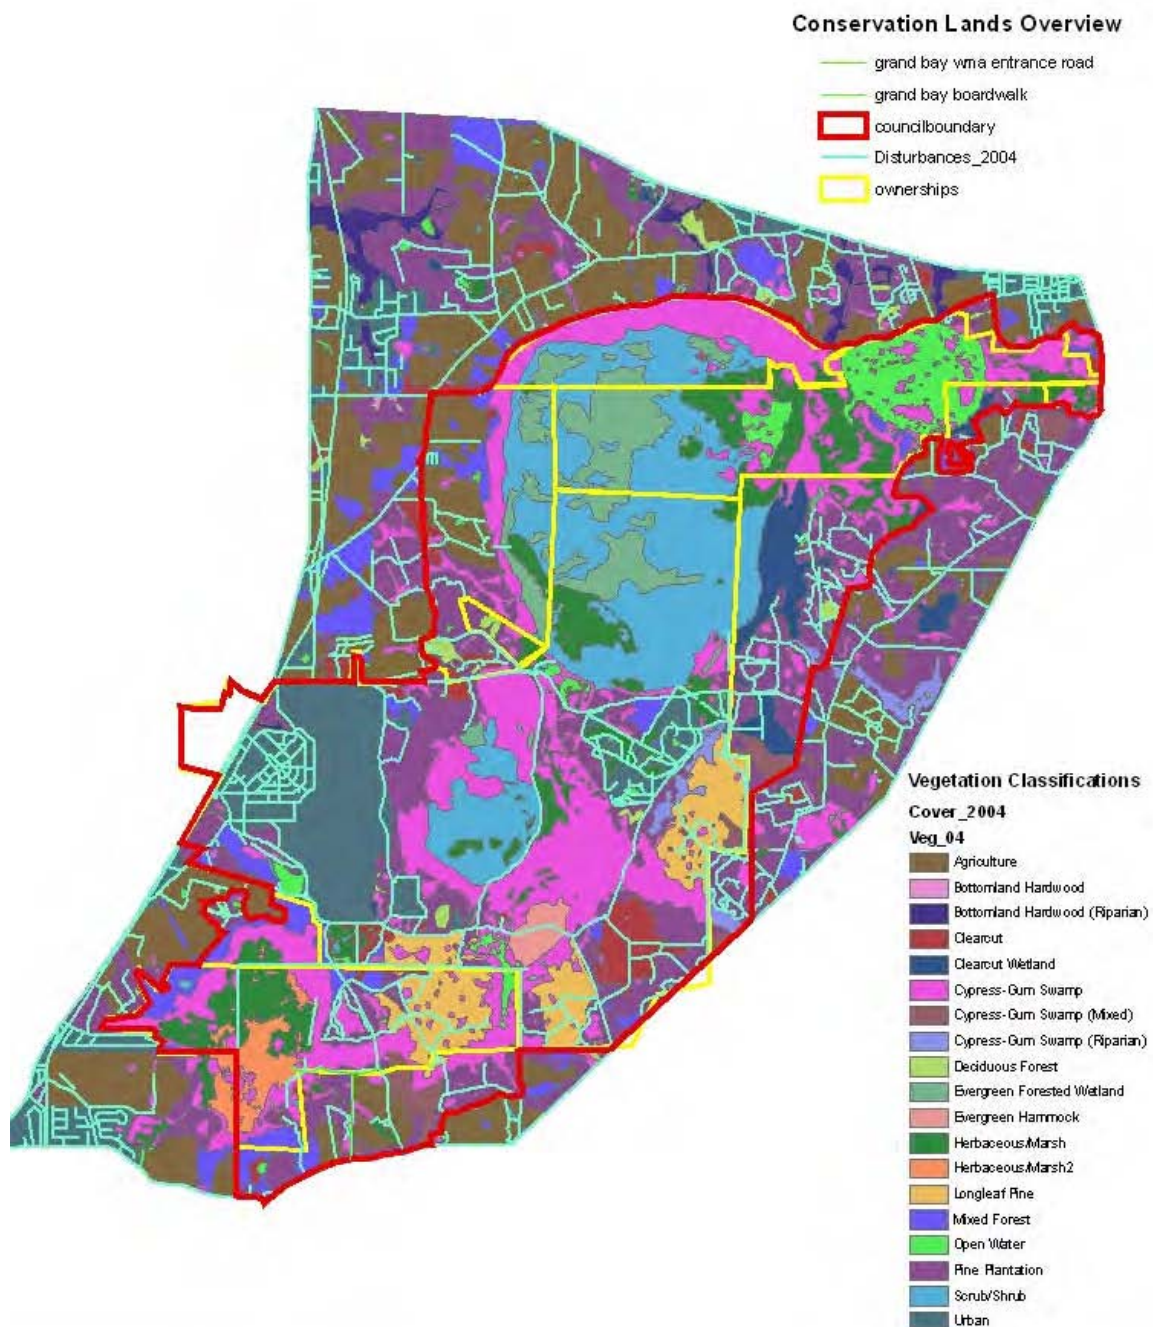 Conservation Lands Overview
grand bay wma entrance road
grand bay boardwalk
councilboundary
Disturbances_2004
ownerships
Vegetation Classifications
Cover_2004
Veg_04
Agriculture
Bottomland Hardwood
Bottomland Hardwood (Riparian)
Clearcut
Clearcut Wetland
Cypress-Gum Swamp
Cypress-Gum Swamp (Mixed)
Cypress-Gum Swamp (Riparian)
Deciduous Forest
Evergreen Forested Wetland
Evergreen Hammock
Herbaceous/Marsh
Herbaceous/Marsh2
Longleaf Pine
Mixed Forest
Open Water
Pine Plantation
Scrub/Shrub
Urban